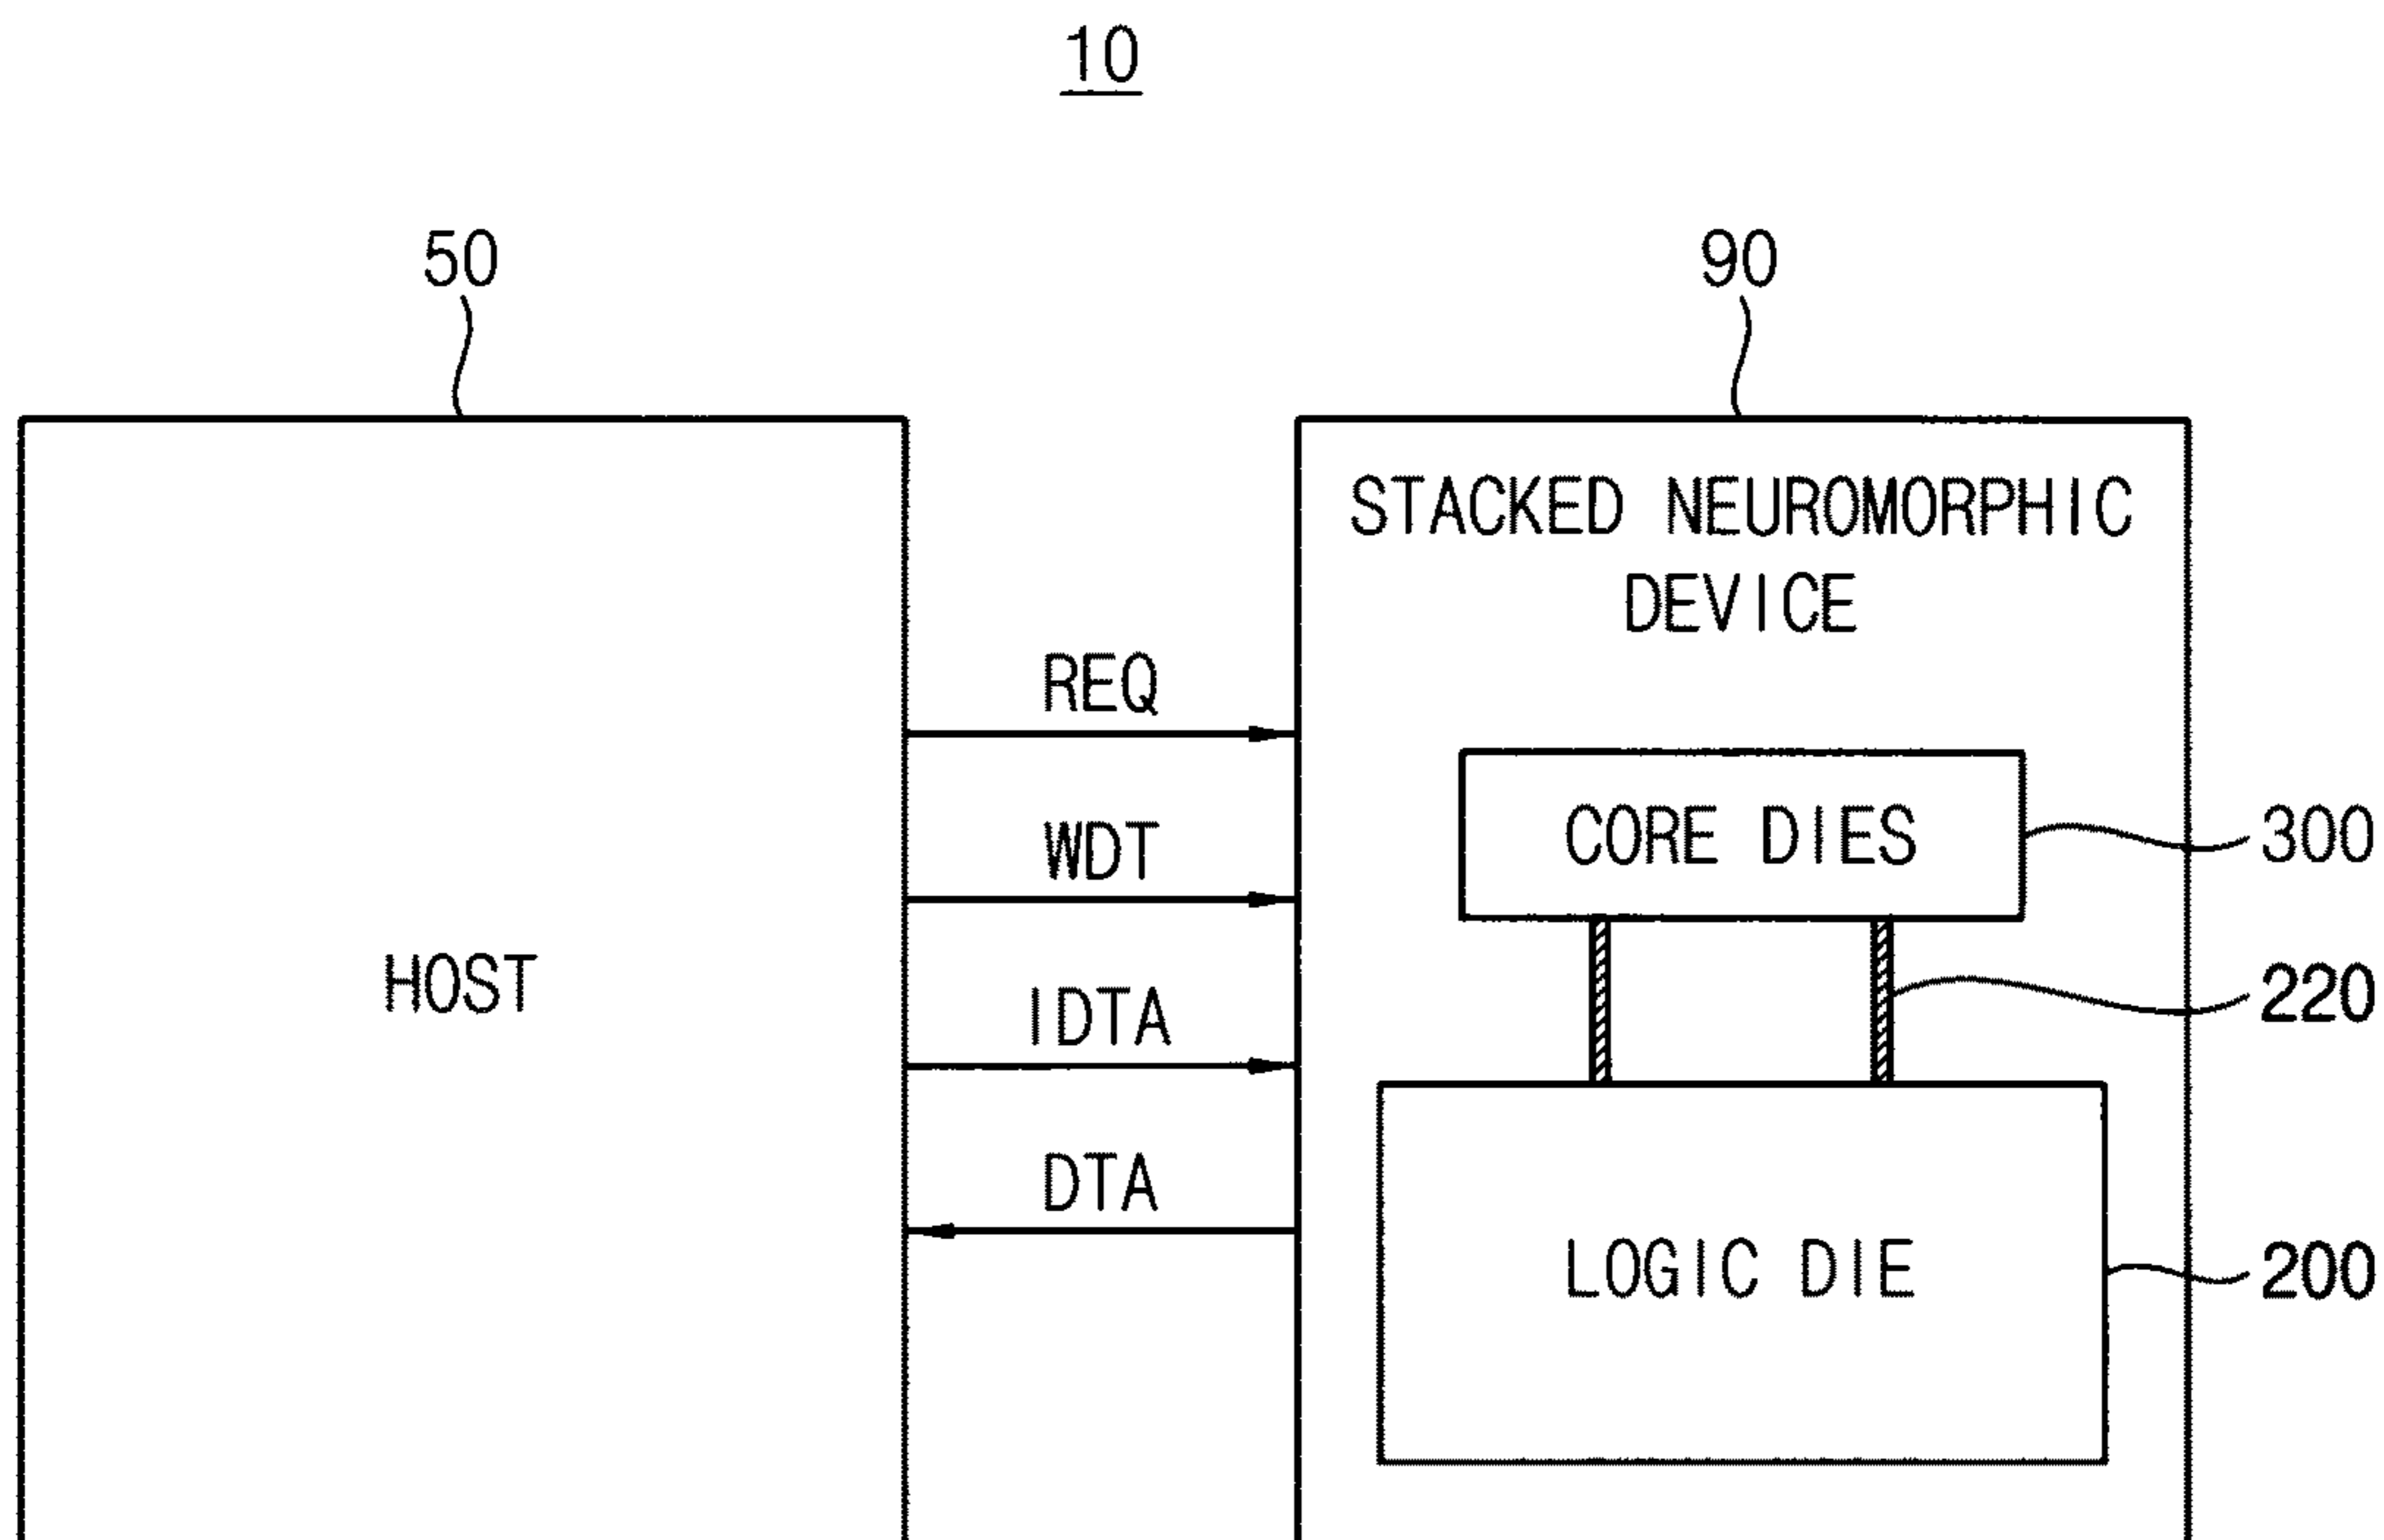 10
50
90
STACKED NEUROMORPHIC
DEVICE
REQ
CORE DIES
300
WDT
HOST
220
IDTA
DTA
LOGIC DIE
200